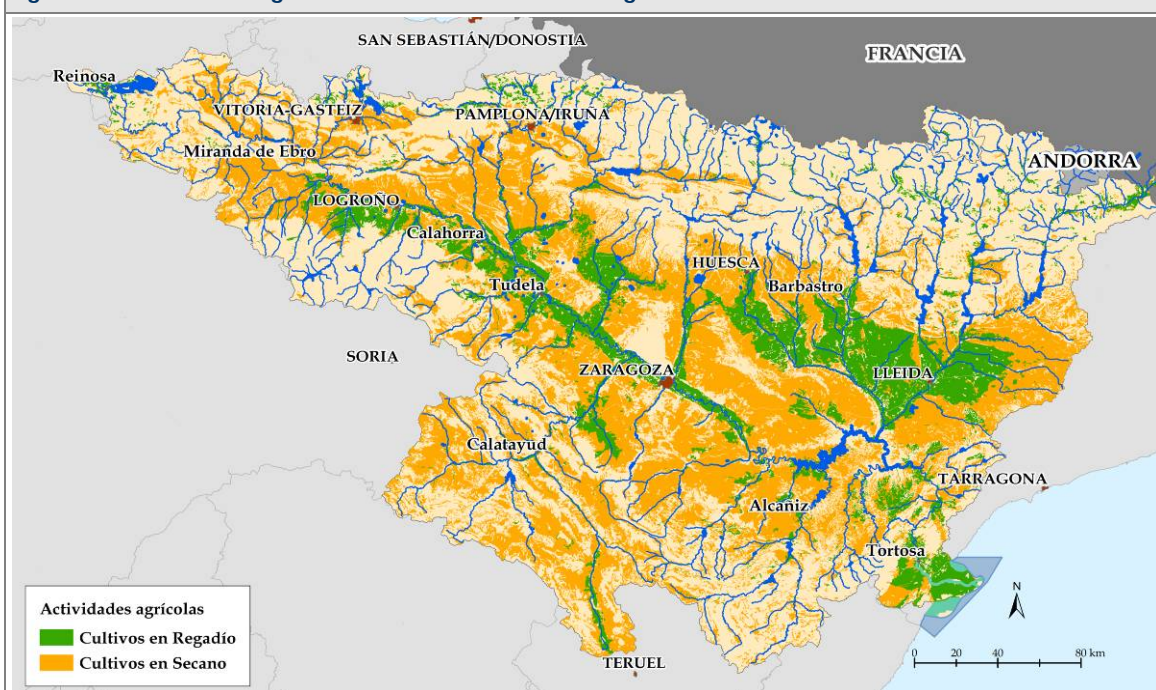 SAN SEBASTIÁN/DONOSTIA
FRANCIA
Reinosa
VITORIA-GASTEIZ
PAMPLONA/IRUÑA
Miranda de Ebro
ANDORRA
LOGROÑO
Calahorra
HUESCA
Barbastro
Tudela
SORIA
ZARAGOZA
LLEIDA
Calatayud
TARRAGONA
Alcañiz
Tortosa
Actividades agrícolas
Cultivos en Regadío
Cultivos en Secano
TERUEL
N
0 20 40 80 km